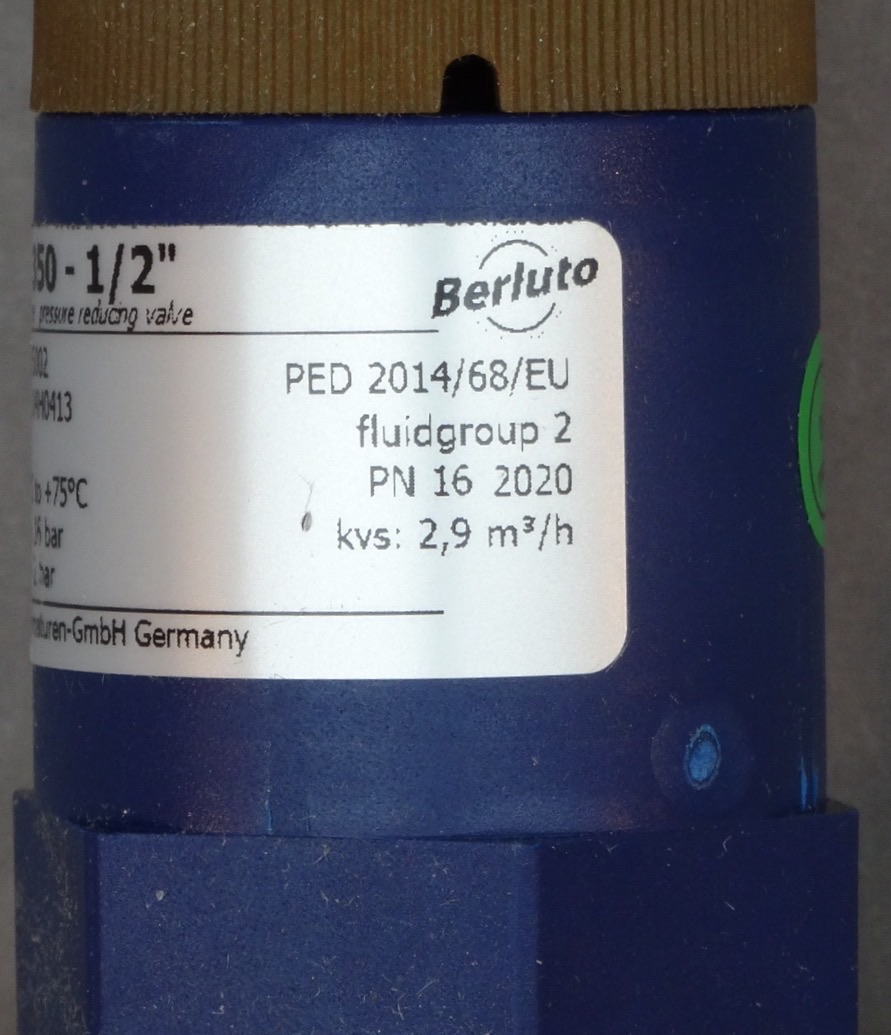 350 - 1/2"
Berluto
pressure reducing valve
PED 2014/68/EU
fluidgroup 2
to +75°C
PN 16 2020
bar
kvs: 2,9 m³/h
bar
GmbH Germany